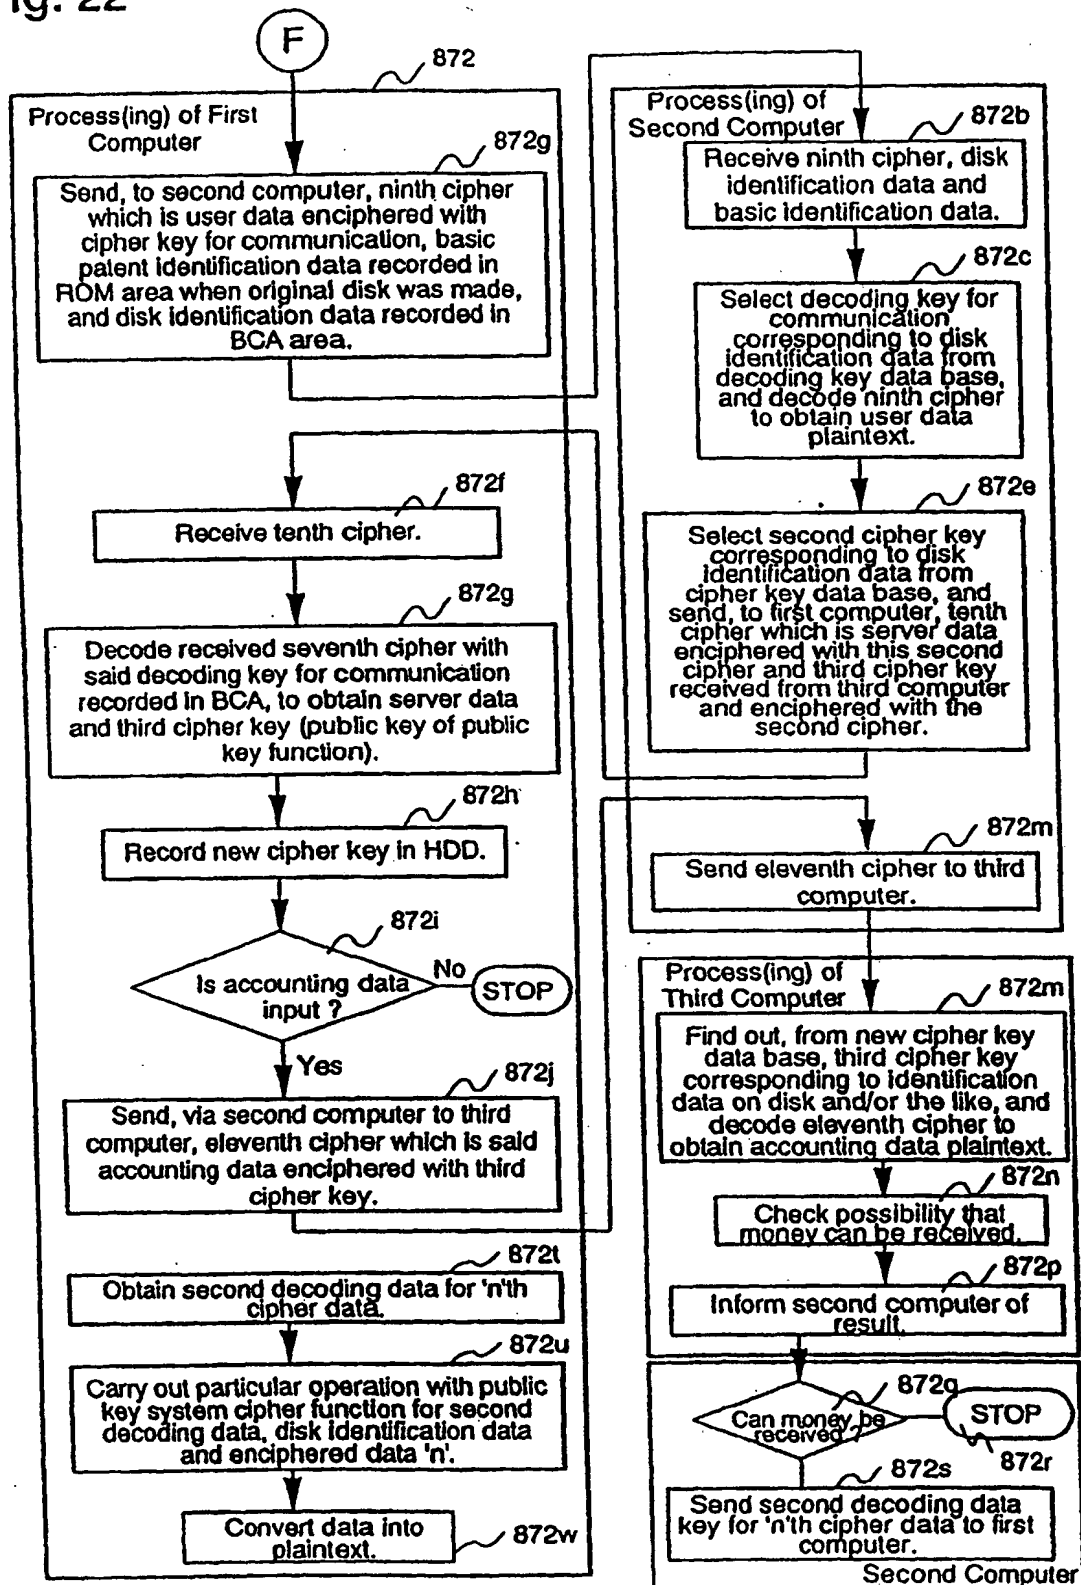 ig. 22
F
872
Process(ing) of First
Computer
872g
Send, to second computer, ninth cipher
which is user data enciphered with
cipher key for communication, basic
patent identification data recorded in
ROM area when original disk was made,
and disk identification data recorded in
BCA area.
872f
Receive tenth cipher.
872g
Decode received seventh cipher with
said decoding key for communication
recorded in BCA, to obtain server data
and third cipher key (public key of public
key function).
872h
Record new cipher key in HDD.
872i
Is accounting data
input ?
No
STOP
Yes
872j
Send, via second computer to third
computer, eleventh cipher which is said
accounting data enciphered with third
cipher key.
872t
Obtain second decoding data for 'n'th
cipher data.
872u
Carry out particular operation with public
key system cipher function for second
decoding data, disk identification data
and enciphered data 'n'.
Convert data into
plaintext.
872w
Process(ing) of
Second Computer
872b
Receive ninth cipher, disk
identification data and
basic identification data.
872c
Select decoding key for
communication
corresponding to disk
identification data from
decoding key data base,
and decode ninth cipher
to obtain user data
plaintext.
872e
Select second cipher key
corresponding to disk
identification data from
cipher key data base, and
send, to first computer, tenth
cipher which is server data
enciphered with this second
cipher and third cipher key
received from third computer
and enciphered with the
second cipher.
872m
Send eleventh cipher to third
computer.
Process(ing) of
Third Computer
872m
Find out, from new cipher key
data base, third cipher key
corresponding to identification
data on disk and/or the like, and
decode eleventh cipher to
obtain accounting data plaintext.
872n
Check possibility that
money can be received.
872p
Inform second computer of
result.
872q
Can money be
received ?
STOP
872r
872s
Send second decoding data
key for 'n'th cipher data to first
computer.
Second Computer